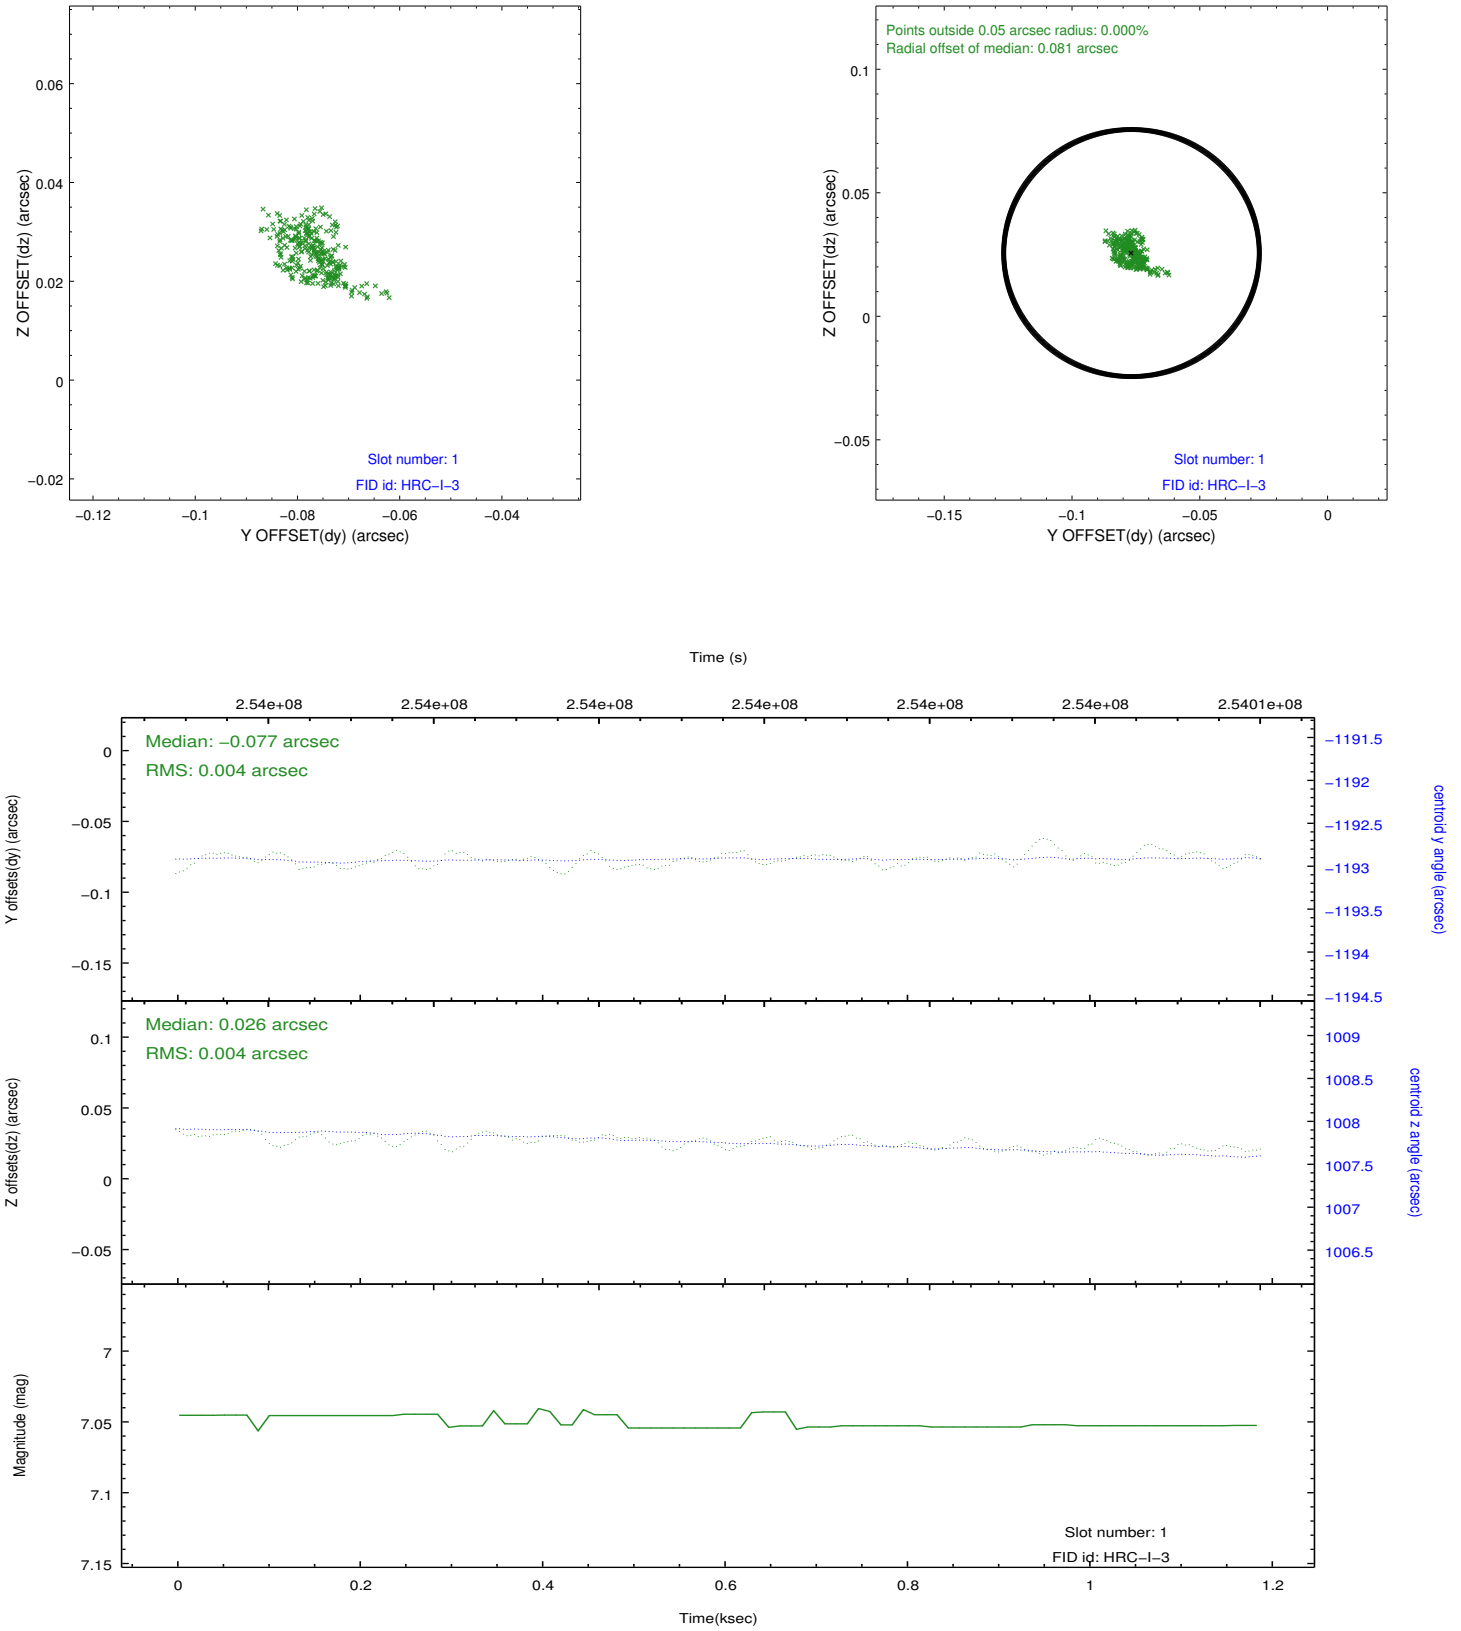 0.06
0.04
0.02
0
−0.02
Z OFFSET(dz) (arcsec)
Slot number: 1
FID id: HRC−I−3
−0.12 −0.1 −0.08 −0.06 −0.04
Y OFFSET(dy) (arcsec)
Points outside 0.05 arcsec radius: 0.000%
Radial offset of median: 0.081 arcsec
0.1
0.05
0
−0.05
Z OFFSET(dz) (arcsec)
Slot number: 1
FID id: HRC−I−3
−0.15 −0.1 −0.05 0
Y OFFSET(dy) (arcsec)
Time (s)
2.54e+08 2.54e+08 2.54e+08 2.54e+08 2.54e+08 2.54e+08 2.5401e+08
Median: −0.077 arcsec
RMS: 0.004 arcsec
0
−0.05
−0.1
−0.15
Y offsets(dy) (arcsec)
−1191.5
−1192
−1192.5
−1193
−1193.5
−1194
−1194.5
centroid y angle (arcsec)
Median: 0.026 arcsec
RMS: 0.004 arcsec
0.1
0.05
0
−0.05
Z offsets(dz) (arcsec)
1009
1008.5
1008
1007.5
1007
1006.5
centroid z angle (arcsec)
7
7.05
7.1
7.15
Magnitude (mag)
Slot number: 1
FID id: HRC−I−3
0 0.2 0.4 0.6 0.8 1 1.2
Time(ksec)